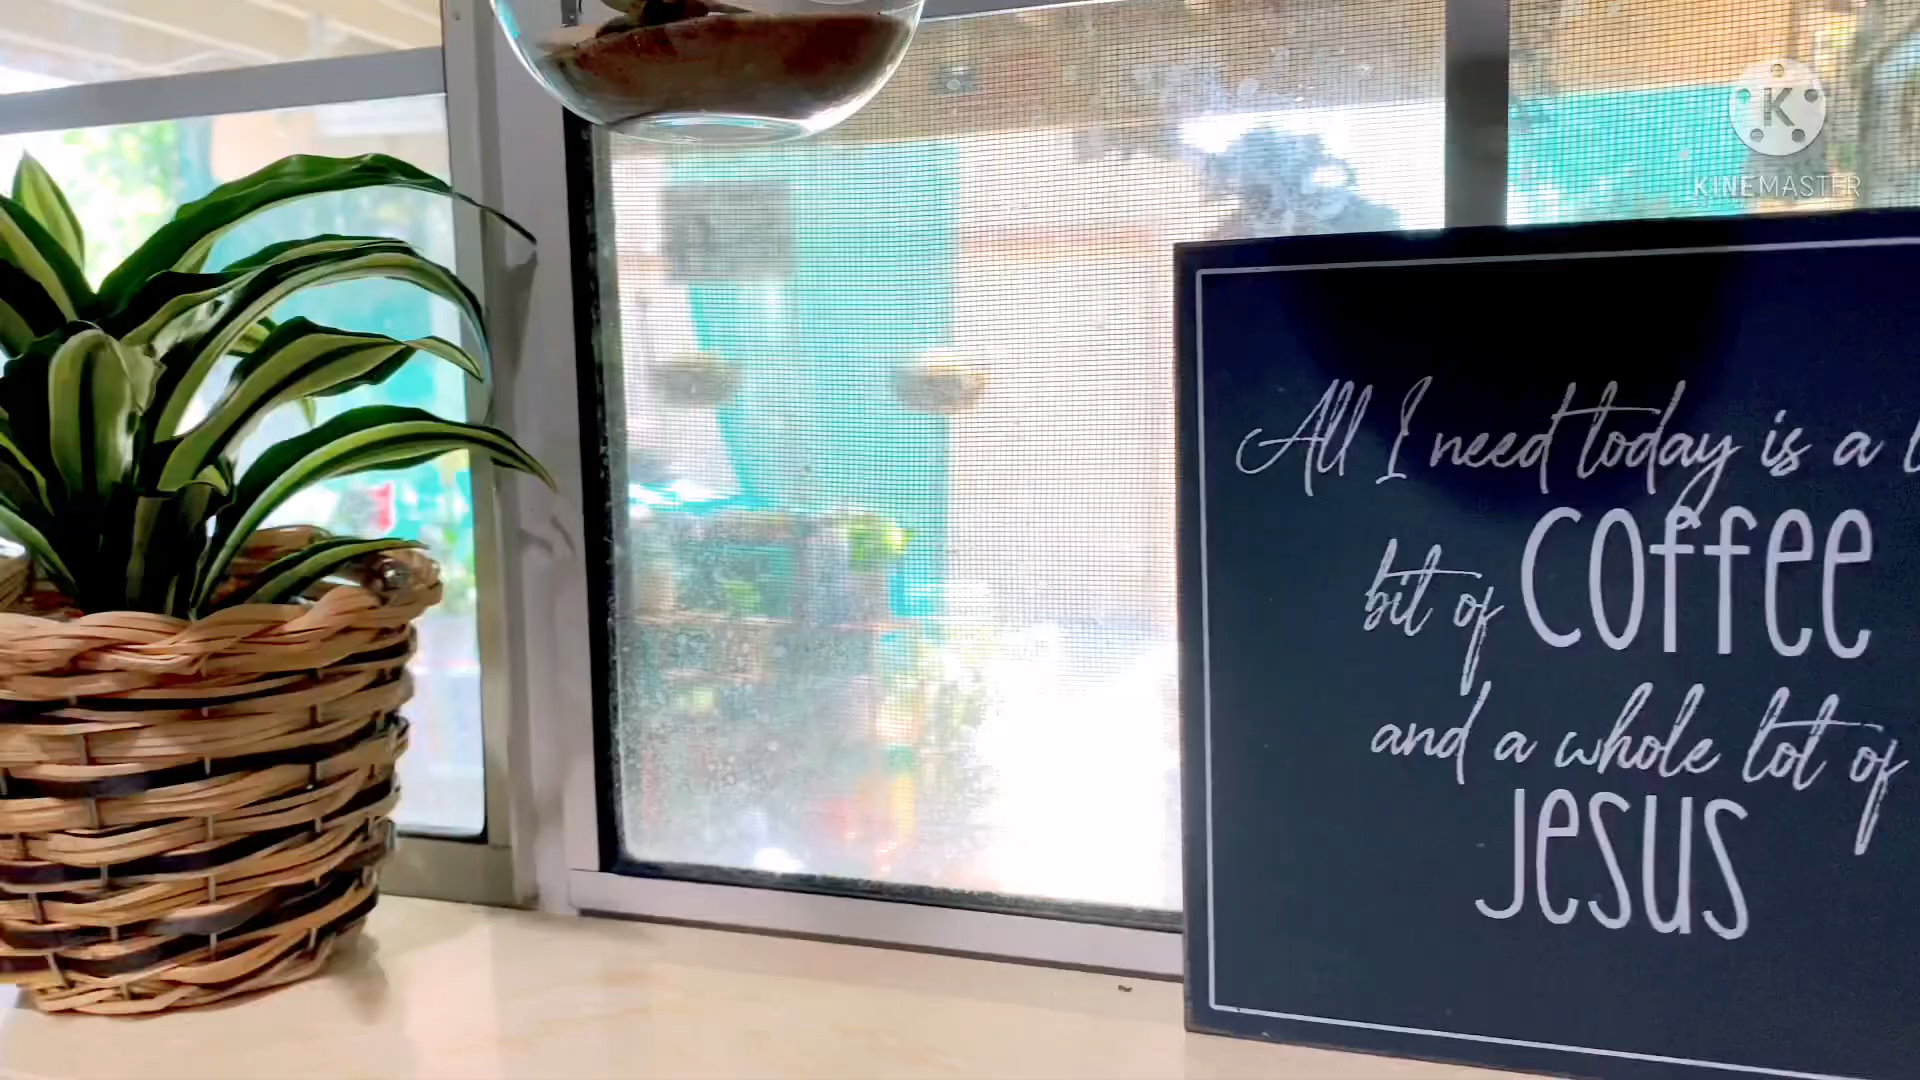 K
KINEMASTER
All I need today is a
bit of coffee
and a whole lot of
Jesus